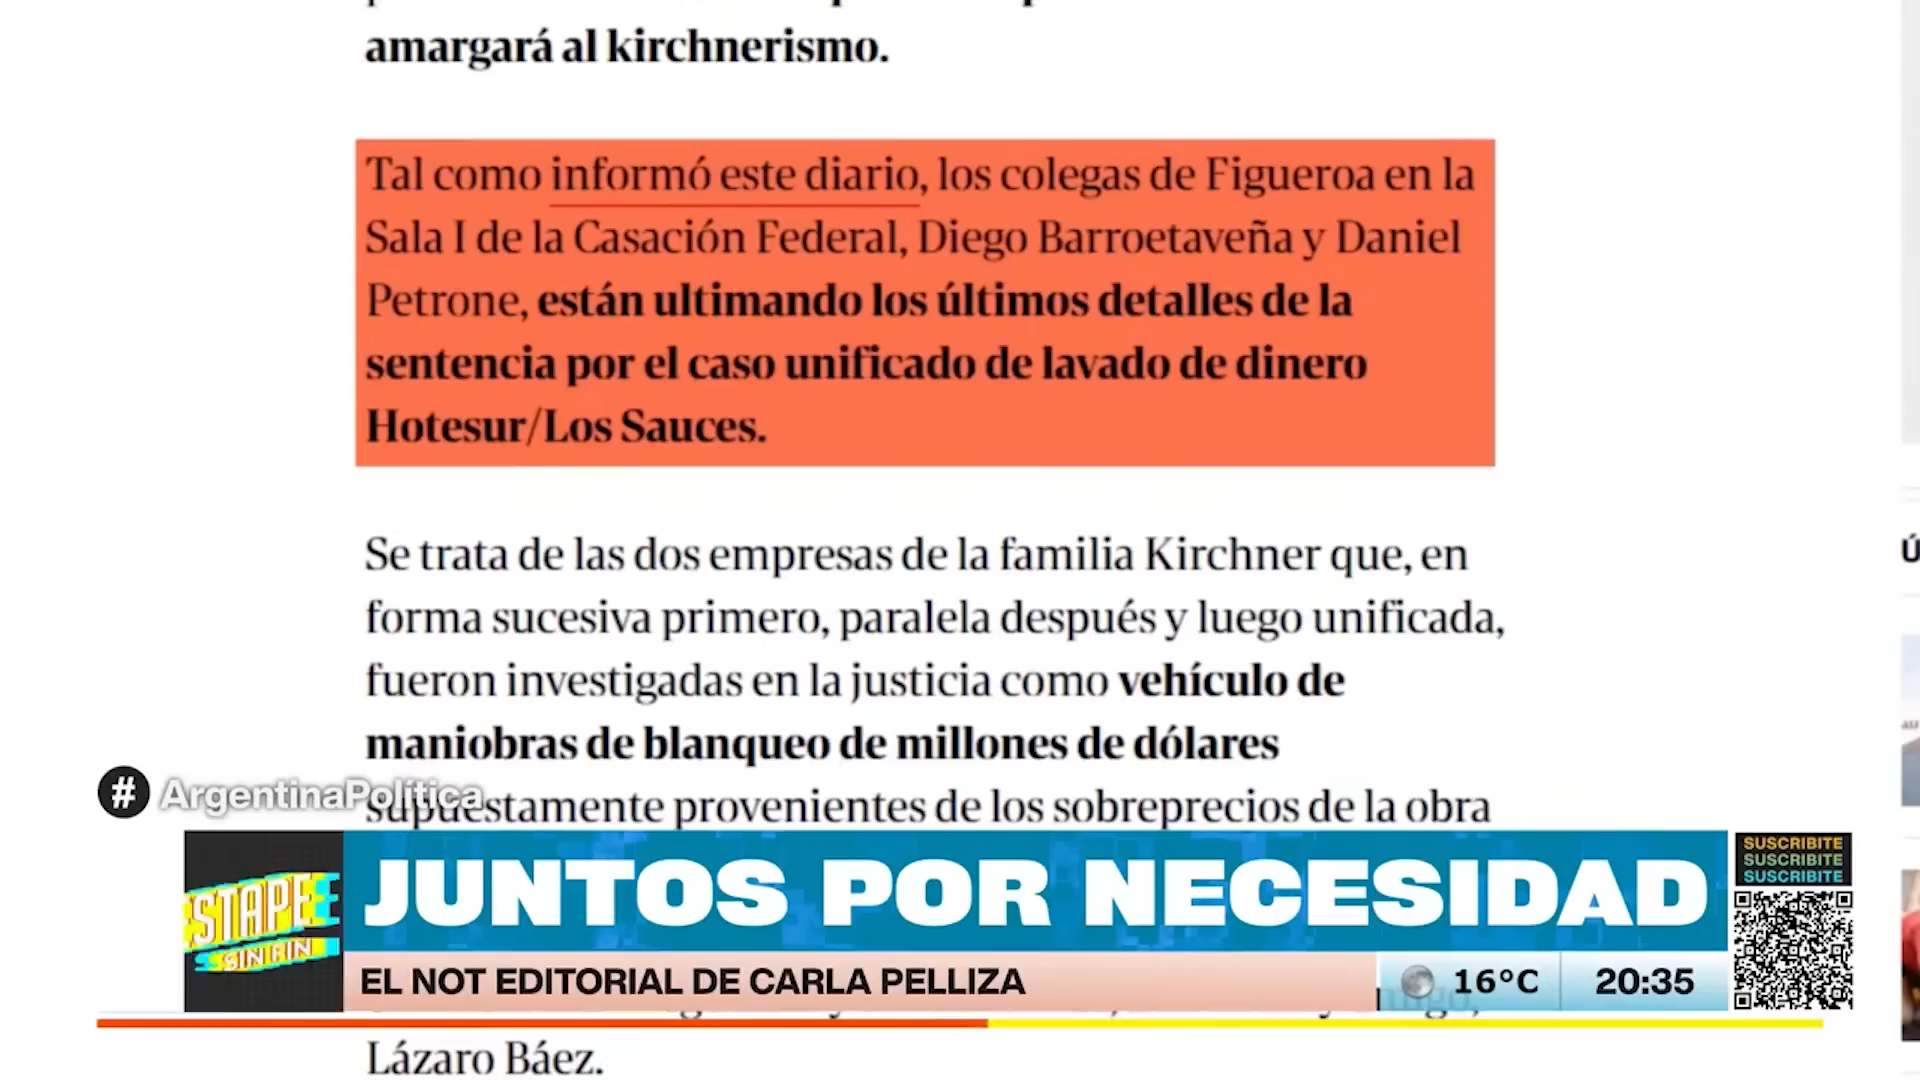 amargará al kirchnerismo.
Tal como informó este diario, los colegas de Figueroa en la
Sala I de la Casación Federal, Diego Barroetaveña y Daniel
Petrone, están ultimando los últimos detalles de la
sentencia por el caso unificado de lavado de dinero
Hotesur/Los Sauces.
Se trata de las dos empresas de la familia Kirchner que, en
forma sucesiva primero, paralela después y luego unificada,
fueron investigadas en la justicia como vehículo de
maniobras de blanqueo de millones de dólares
supuestamente provenientes de los sobreprecios de la obra
# ArgentinaPolítica
JUNTOS POR NECESIDAD
SUSCRIBITE
SUSCRIBITE
SUSCRIBITE
STAPE
SIN FIN
EL NOT EDITORIAL DE CARLA PELLIZA
16°C
20:35
Lázaro Báez.